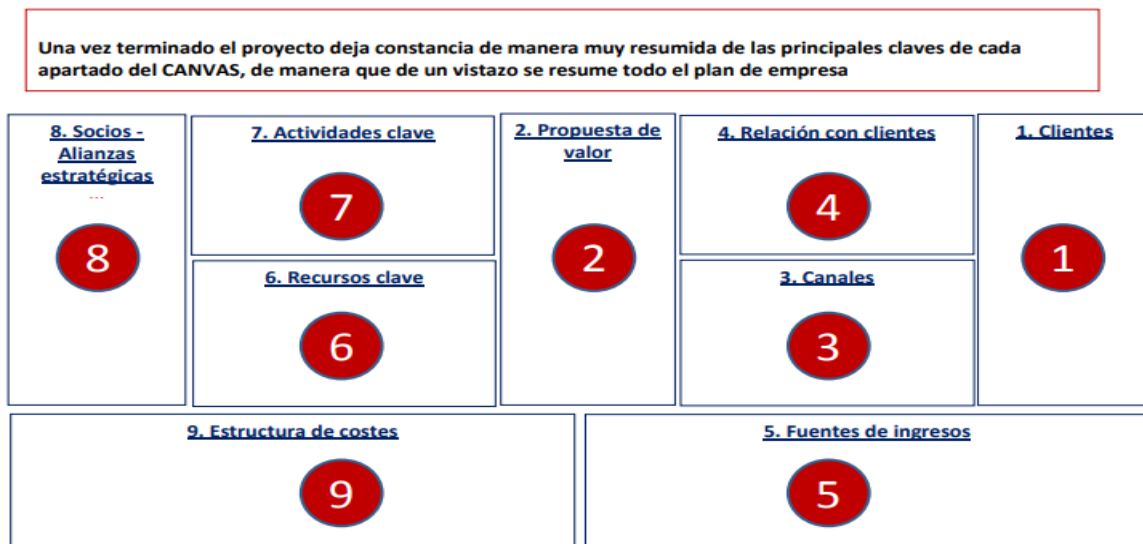 Una vez terminado el proyecto deja constancia de manera muy resumida de las principales claves de cada
apartado del CANVAS, de manera que de un vistazo se resume todo el plan de empresa
8. Socios -
Alianzas
estratégicas
...
8
7. Actividades clave
7
6. Recursos clave
6
2. Propuesta de
valor
2
4. Relación con clientes
4
3. Canales
3
1. Clientes
1
9. Estructura de costes
9
5. Fuentes de ingresos
5